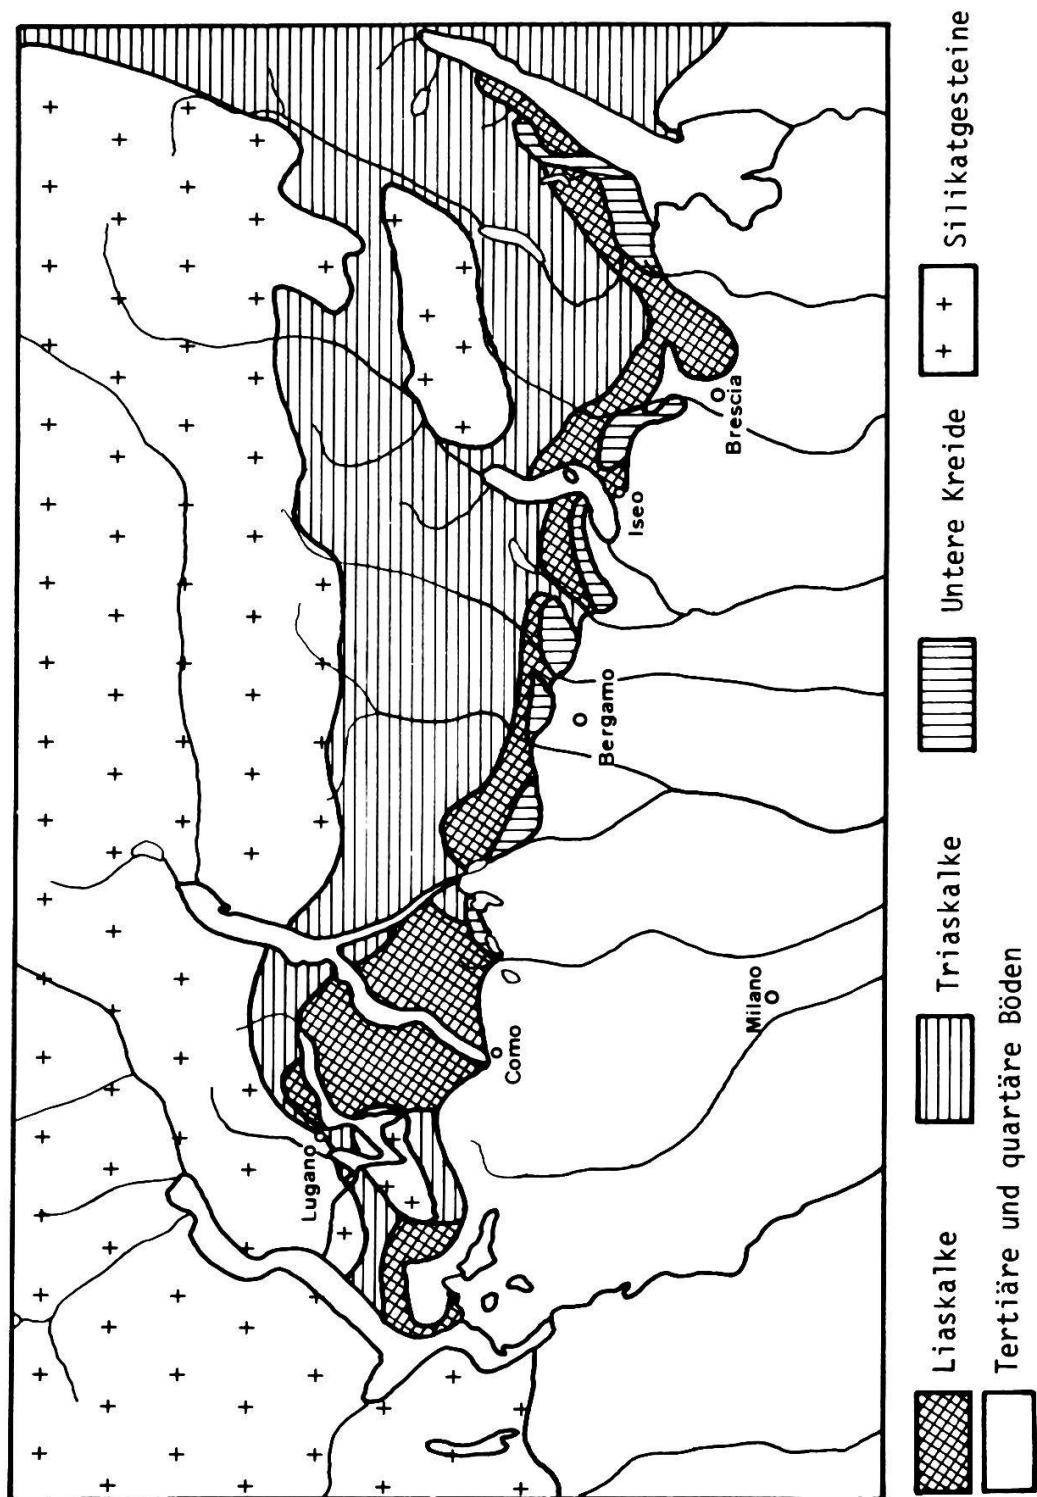 Lugano
Como
Milano
Bergamo
Iseo
Brescia
Liaskalke
Triaskalke
Untere Kreide
Silikatgesteine
Tertiäre und quartäre Böden